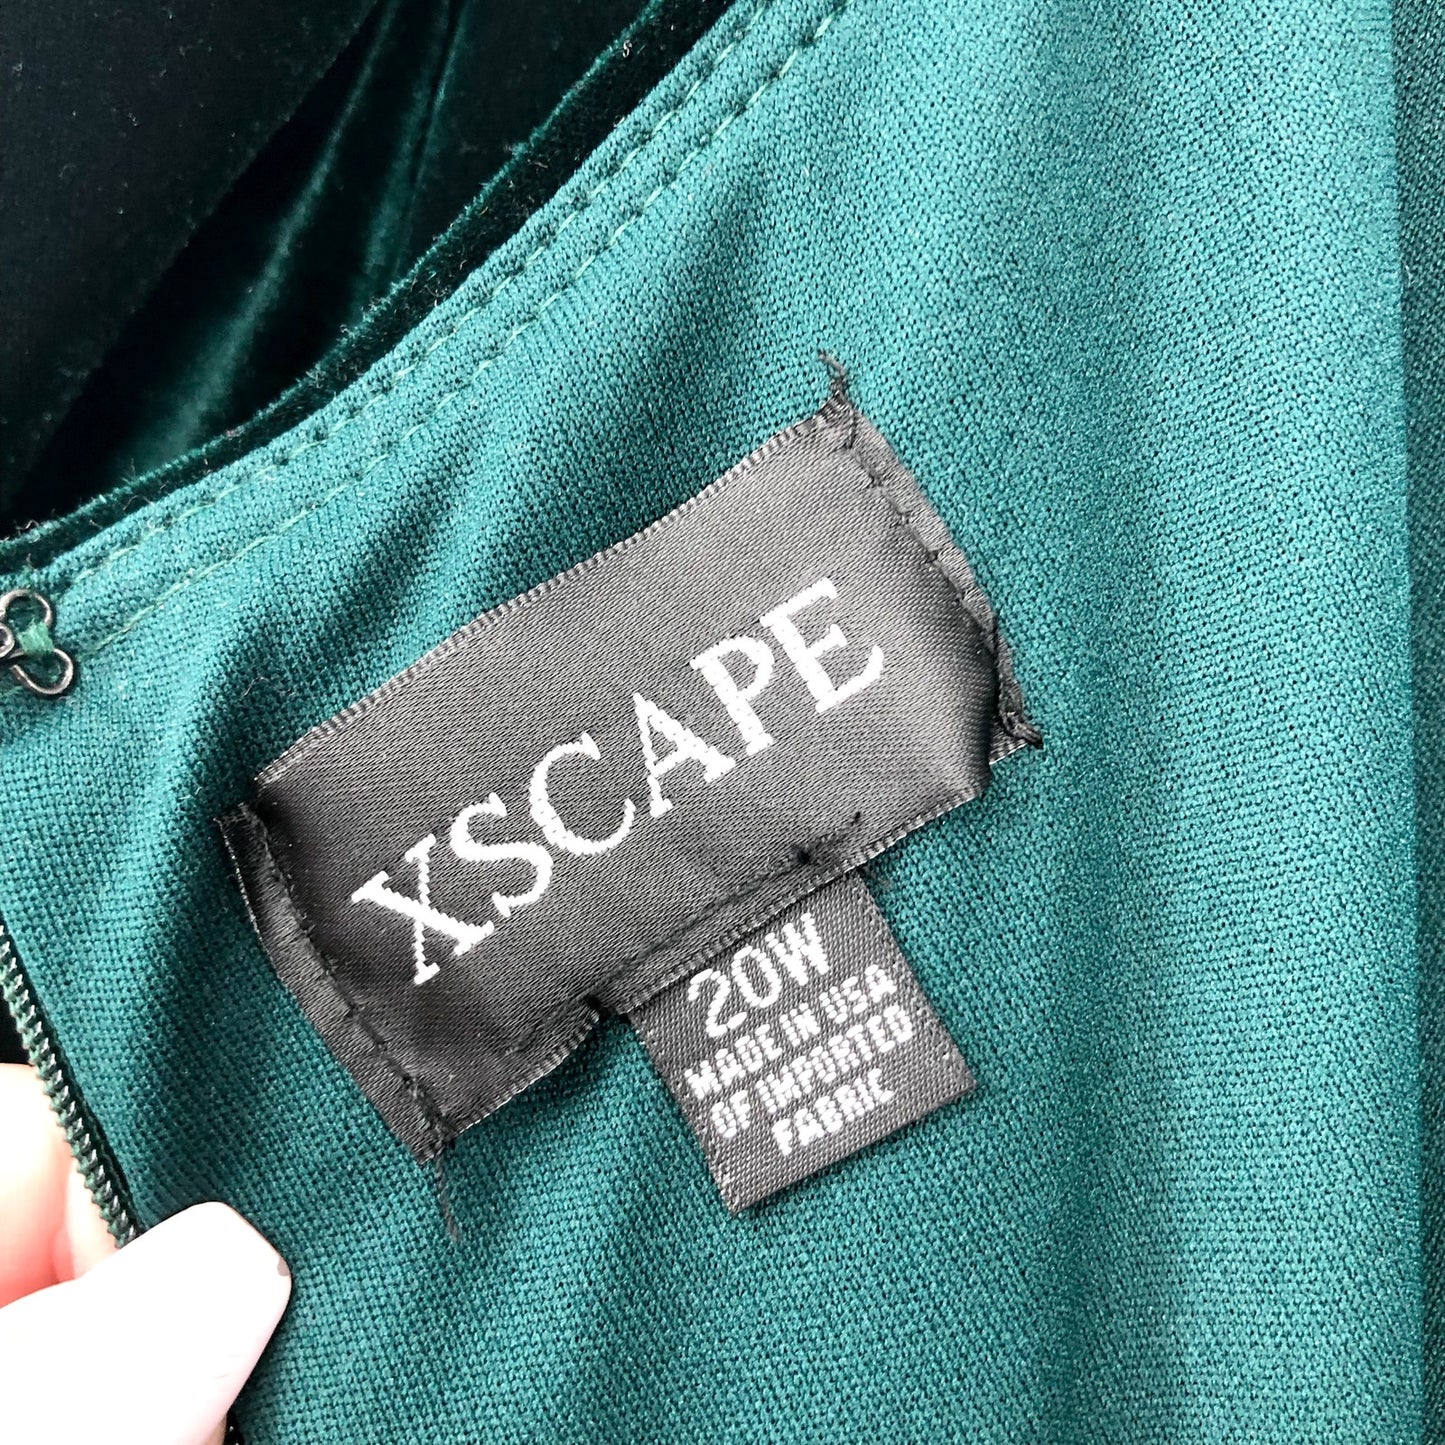 XSCAPE
20W
MADE IN USA
OF IMPORTED
FABRIC